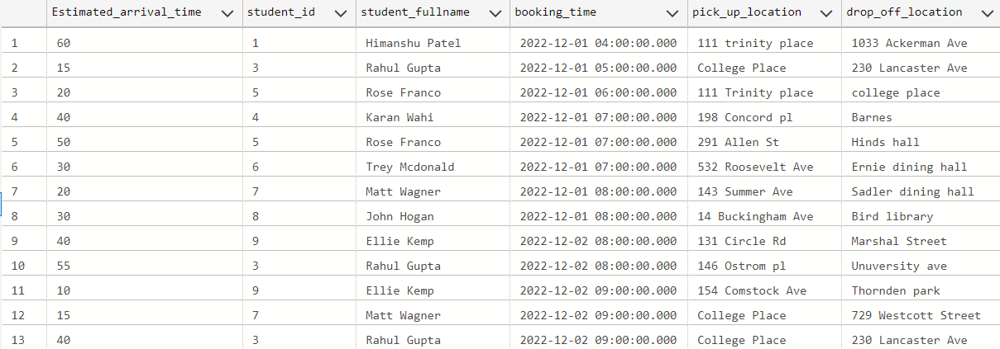 Estimated_arrival_time student_id student_fullname booking_time pick_up_location drop_off_location
1 60 1 Himanshu Patel 2022-12-01 04:00:00.000 111 trinity place 1033 Ackerman Ave
2 15 3 Rahul Gupta 2022-12-01 05:00:00.000 College Place 230 Lancaster Ave
3 20 5 Rose Franco 2022-12-01 06:00:00.000 111 Trinity place college place
4 40 4 Karan Wahi 2022-12-01 07:00:00.000 198 Concord pl Barnes
5 50 5 Rose Franco 2022-12-01 07:00:00.000 291 Allen St Hinds hall
6 30 6 Trey Mcdonald 2022-12-01 07:00:00.000 532 Roosevelt Ave Ernie dining hall
7 20 7 Matt Wagner 2022-12-01 08:00:00.000 143 Summer Ave Sadler dining hall
8 30 8 John Hogan 2022-12-01 08:00:00.000 14 Buckingham Ave Bird library
9 40 9 Ellie Kemp 2022-12-02 08:00:00.000 131 Circle Rd Marshal Street
10 55 3 Rahul Gupta 2022-12-02 08:00:00.000 146 Ostrom pl Unuversity ave
11 10 9 Ellie Kemp 2022-12-02 09:00:00.000 154 Comstock Ave Thornden park
12 15 7 Matt Wagner 2022-12-02 09:00:00.000 College Place 729 Westcott Street
13 40 3 Rahul Gupta 2022-12-02 09:00:00.000 College Place 230 Lancaster Ave